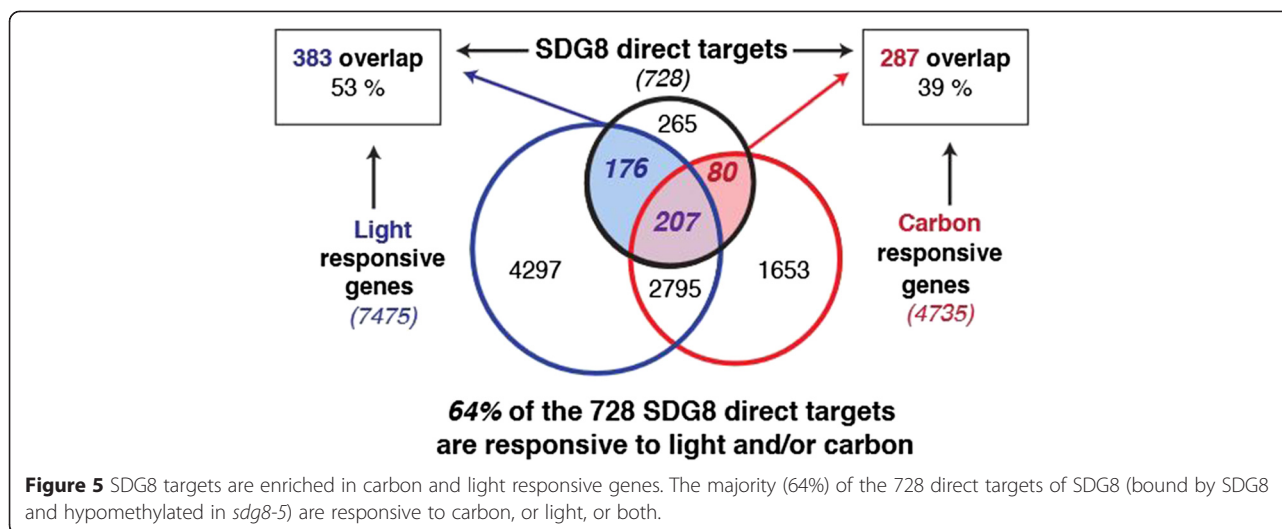 383 overlap
53 %
SDG8 direct targets
(728)
287 overlap
39 %
265
176
80
207
4297
2795
1653
Light
responsive
genes
(7475)
Carbon
responsive
genes
(4735)
64% of the 728 SDG8 direct targets
are responsive to light and/or carbon
Figure 5 SDG8 targets are enriched in carbon and light responsive genes. The majority (64%) of the 728 direct targets of SDG8 (bound by SDG8
and hypomethylated in sdg8-5) are responsive to carbon, or light, or both.